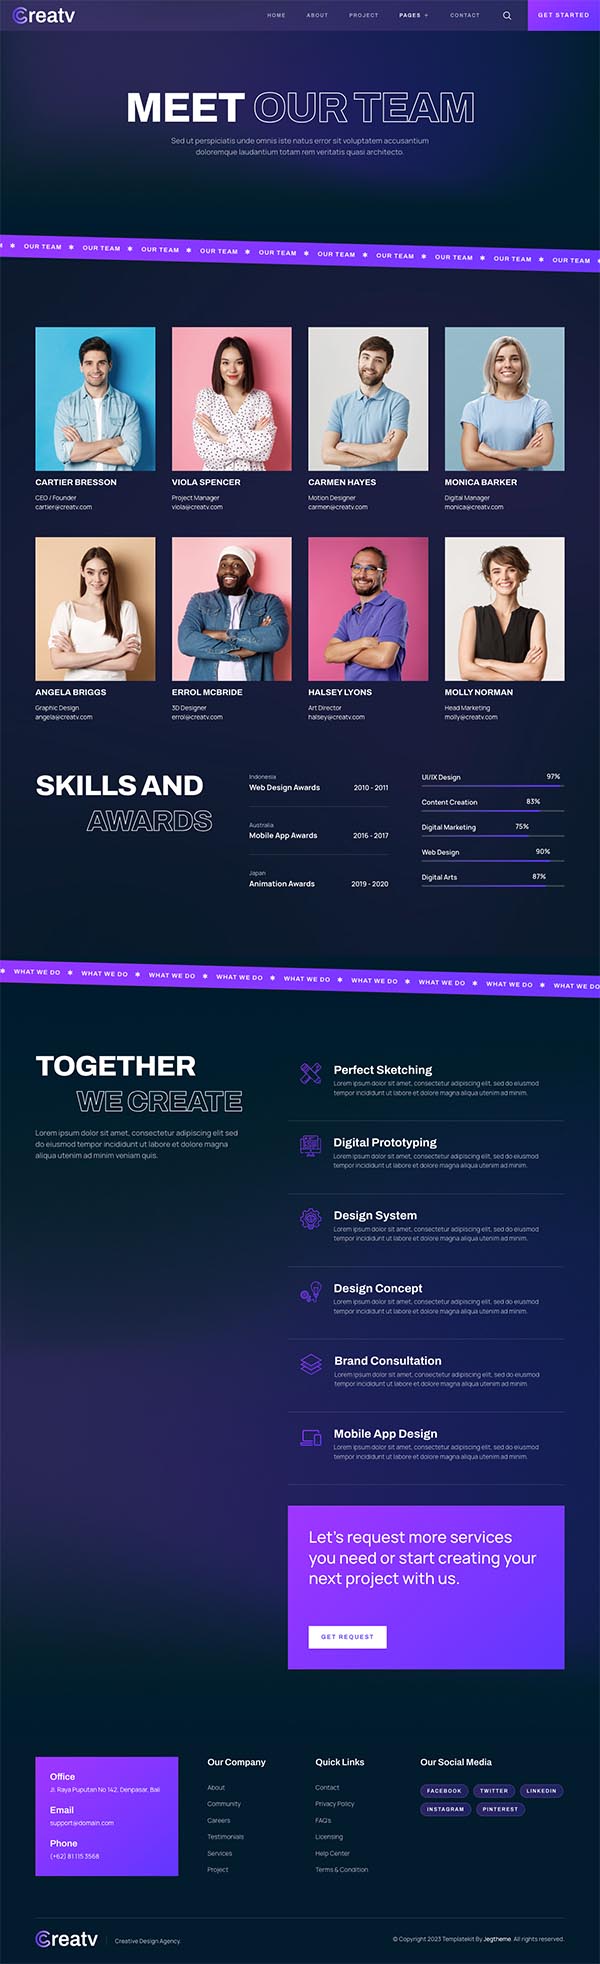 Creatv
HOME ABOUT PROJECT PAGES + CONTACT GET STARTED
MEET OUR TEAM
Sed ut perspiciatis unde omnis iste natus error sit voluptatem accusantium
doloremque laudantium totam rem veritatis quasi architecto.
M * OUR TEAM * OUR TEAM * OUR TEAM * OUR TEAM * OUR TEAM * OUR TEAM * OUR TEAM * OUR TEAM * OUR TEAM * OUR TEAM *
CARTIER BRESSON
CEO / Founder
cartier@creatv.com
VIOLA SPENCER
Project Manager
viola@creatv.com
CARMEN HAYES
Motion Designer
carmen@creatv.com
MONICA BARKER
Digital Manager
monica@creatv.com
ANGELA BRIGGS
Graphic Design
angela@creatv.com
ERROL MCBRIDE
3D Designer
errol@creatv.com
HALSEY LYONS
Art Director
halsey@creatv.com
MOLLY NORMAN
Head Marketing
molly@creatv.com
SKILLS AND
AWARDS
Indonesia
Web Design Awards 2010 - 2011
Australia
Mobile App Awards 2016 - 2017
Japan
Animation Awards 2019 - 2020
UI/IX Design 97%
Content Creation 83%
Digital Marketing 75%
Web Design 90%
Digital Arts 87%
* WHAT WE DO * WHAT WE DO * WHAT WE DO * WHAT WE DO * WHAT WE DO * WHAT WE DO * WHAT WE DO * WHAT WE DO * WHAT WE DO
TOGETHER
WE CREATE
Lorem ipsum dolor sit amet, consectetur adipiscing elit sed
do eiusmod tempor incididunt ut labore et dolore magna
aliqua utenim ad minim veniam quis.
Perfect Sketching
Lorem ipsum dolor sit amet, consectetur adipiscing elit, sed do eiusmod
tempor incididunt ut labore et dolore magna aliqua utenim ad minim.
Digital Prototyping
Lorem ipsum dolor sit amet, consectetur adipiscing elit, sed do eiusmod
tempor incididunt ut labore et dolore magna aliqua utenim ad minim.
Design System
Lorem ipsum dolor sit amet, consectetur adipiscing elit, sed do eiusmod
tempor incididunt ut labore et dolore magna aliqua utenim ad minim.
Design Concept
Lorem ipsum dolor sit amet, consectetur adipiscing elit, sed do eiusmod
tempor incididunt ut labore et dolore magna aliqua utenim ad minim.
Brand Consultation
Lorem ipsum dolor sit amet, consectetur adipiscing elit, sed do eiusmod
tempor incididunt ut labore et dolore magna aliqua utenim ad minim.
Mobile App Design
Lorem ipsum dolor sit amet, consectetur adipiscing elit, sed do eiusmod
tempor incididunt ut labore et dolore magna aliqua utenim ad minim.
Let's request more services
you need or start creating your
next project with us.
GET REQUEST
Office
Jl. Raya Puputan No 142, Denpasar, Bali
Email
support@domain.com
Phone
(+62) 81 115 3568
Our Company
About
Community
Careers
Testimonials
Services
Project
Quick Links
Contact
Privacy Policy
FAQ's
Licensing
Help Center
Terms & Condition
Our Social Media
FACEBOOK TWITTER LINKEDIN
INSTAGRAM PINTEREST
Creatv Creative Design Agency.
© Copyright 2023 Templatekit By Jegtheme. All rights reserved.